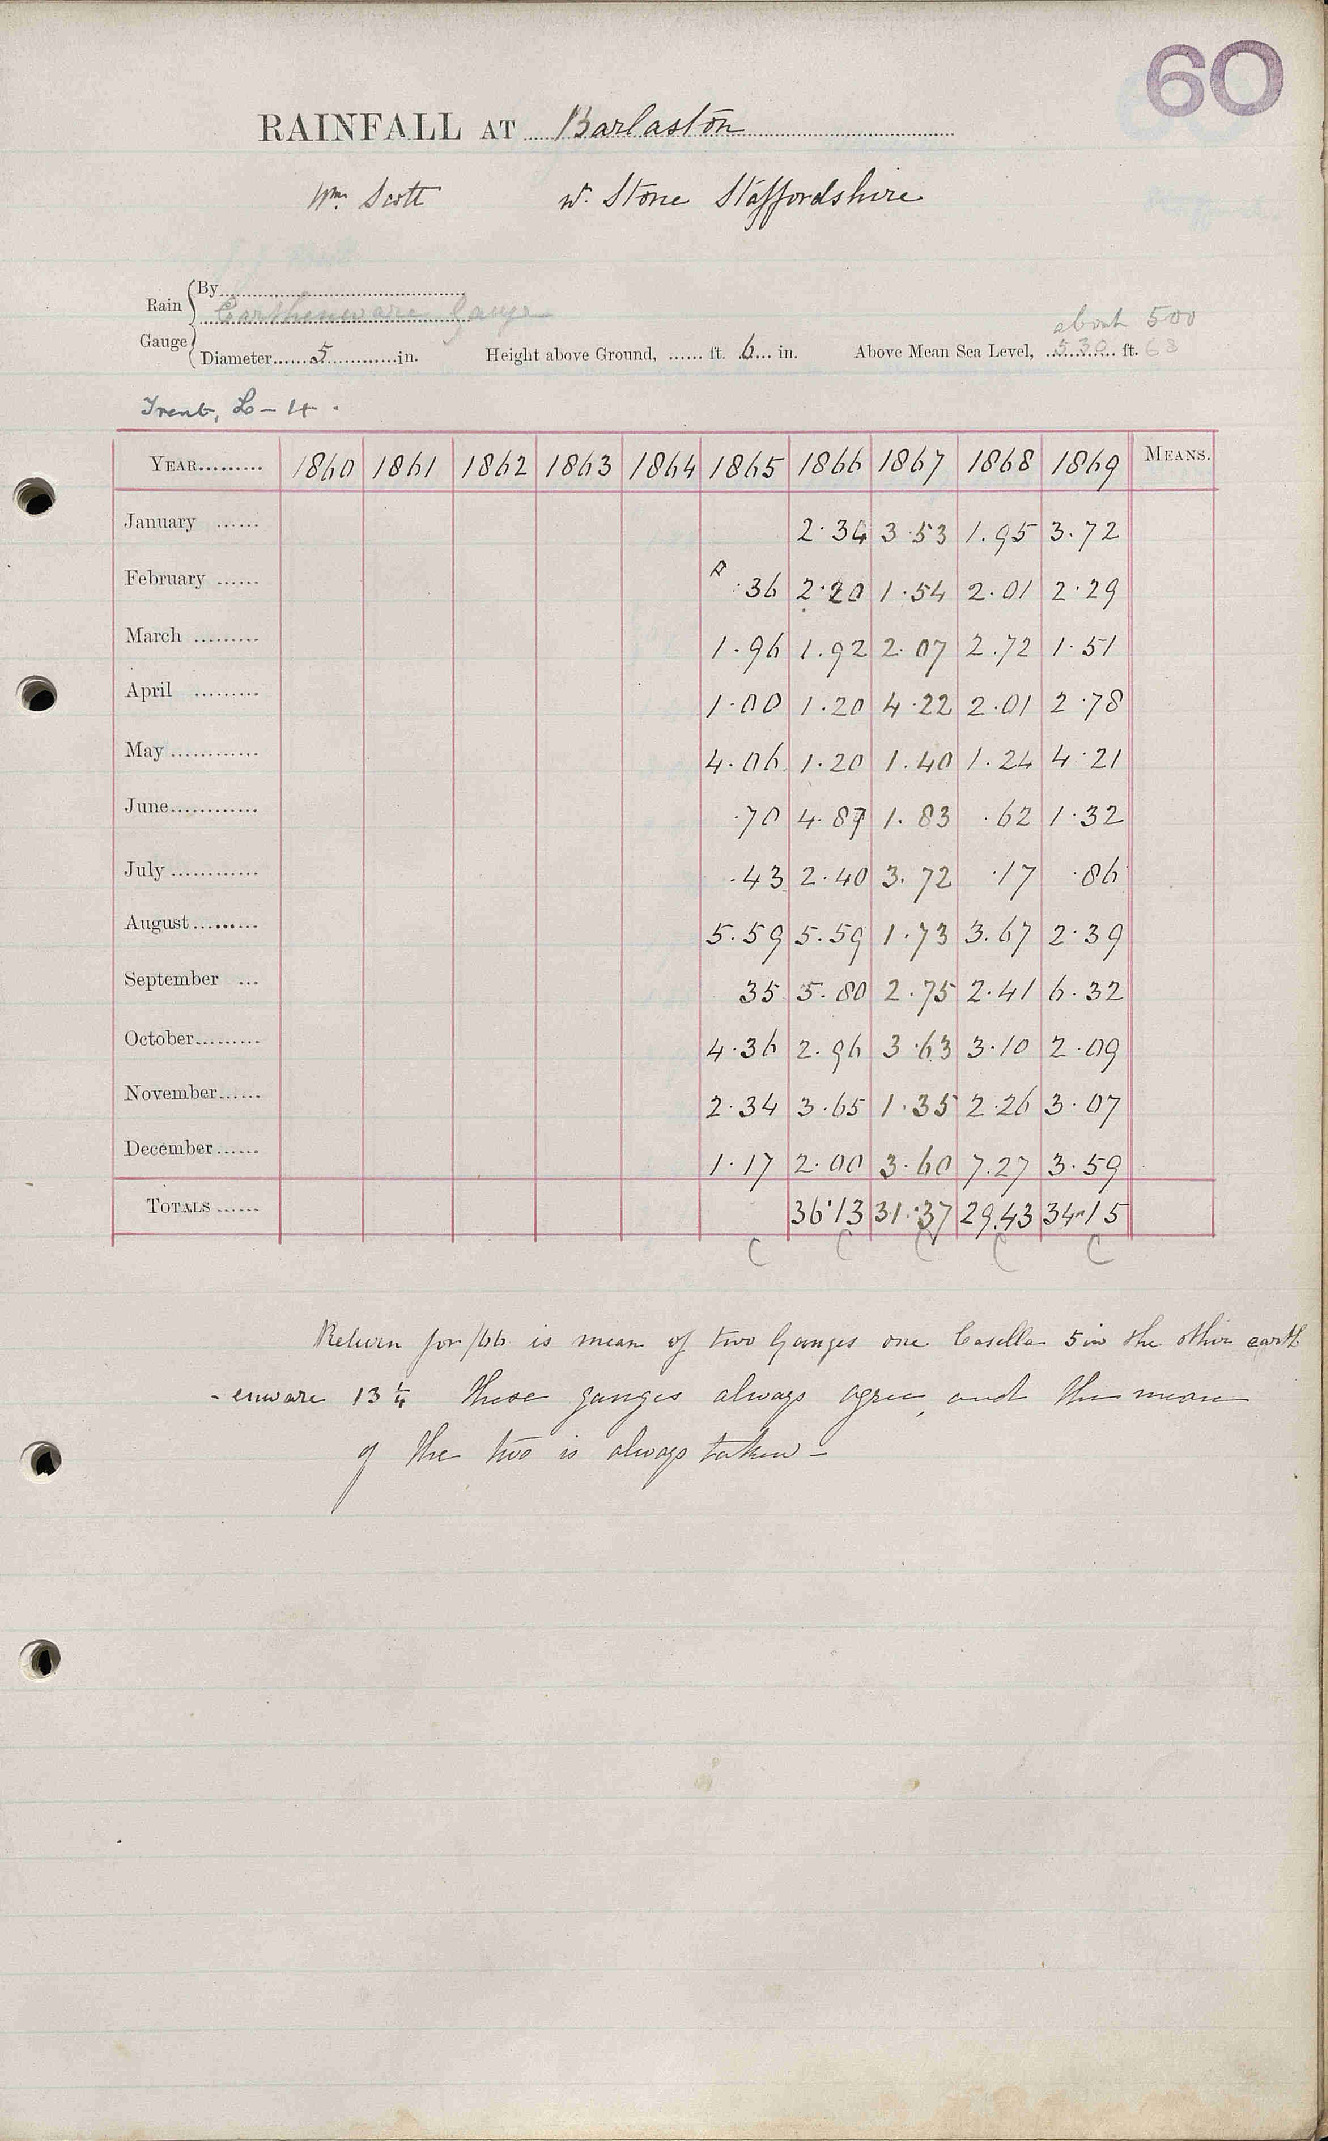 60
RAINFALL AT Barlaston
Wm. Scott nr. Stone Staffordshire
Rain Gauge
By
Earthenware Gauge
about 500
Diameter 5 in. Height above Ground, ...... ft. 6 in. Above Mean Sea Level, 530 ft. 63
Trent, L-14.
YEAR 1860 1861 1862 1863 1864 1865 1866 1867 1868 1869 MEANS.
January 2.34 3.53 1.95 3.72
February .36 2.20 1.54 2.01 2.29
March 1.96 1.92 2.07 2.72 1.51
April 1.00 1.20 4.22 2.01 2.78
May 4.06 1.20 1.40 1.24 4.21
June .70 4.87 1.83 .62 1.32
July .43 2.40 3.72 .17 .86
August 5.59 5.59 1.73 3.67 2.39
September 35 5.80 2.75 2.41 6.32
October 4.36 2.96 3.63 3.10 2.09
November 2.34 3.65 1.35 2.26 3.07
December 1.17 2.00 3.60 7.27 3.59
TOTALS 36.13 31.37 29.43 34.15
C C C C C
Return for /66 is mean of two Gauges one Casella 5 in the other earth
-enware 13 1/4 these gauges always agree, and the mean
of the two is always taken -